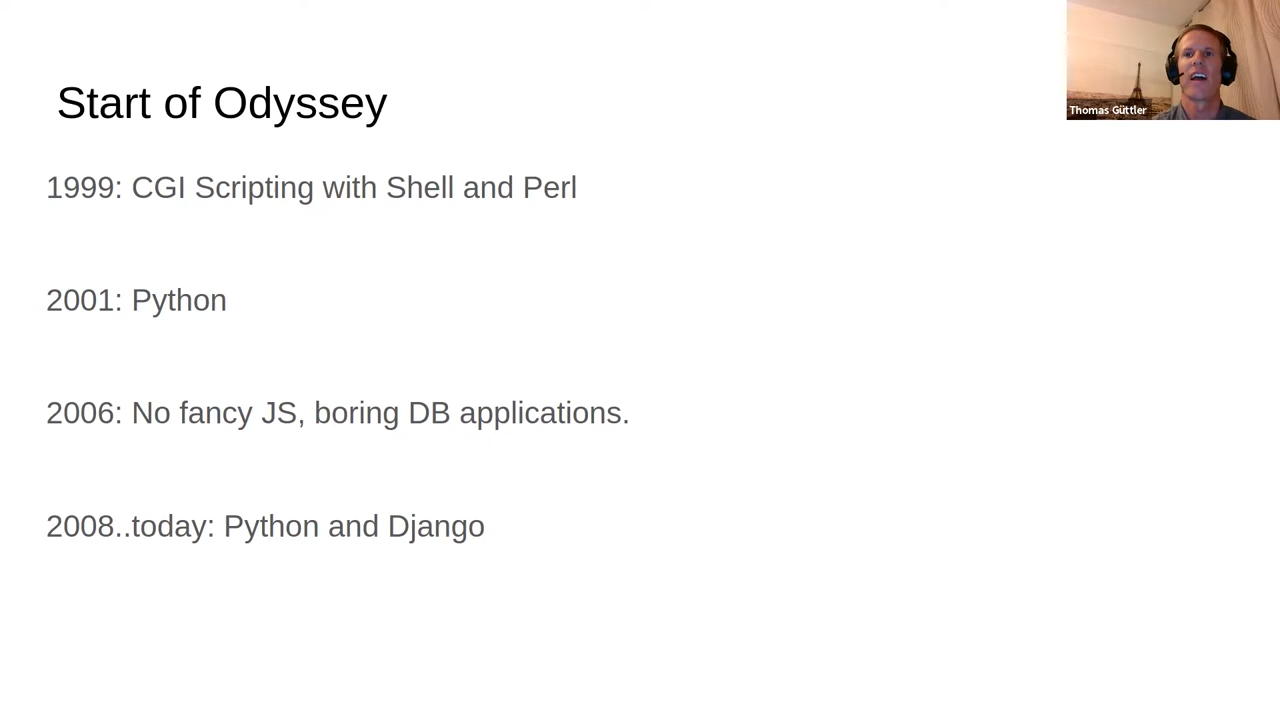 Start of Odyssey
Thomas Güttler
1999: CGI Scripting with Shell and Perl
2001: Python
2006: No fancy JS, boring DB applications.
2008..today: Python and Django